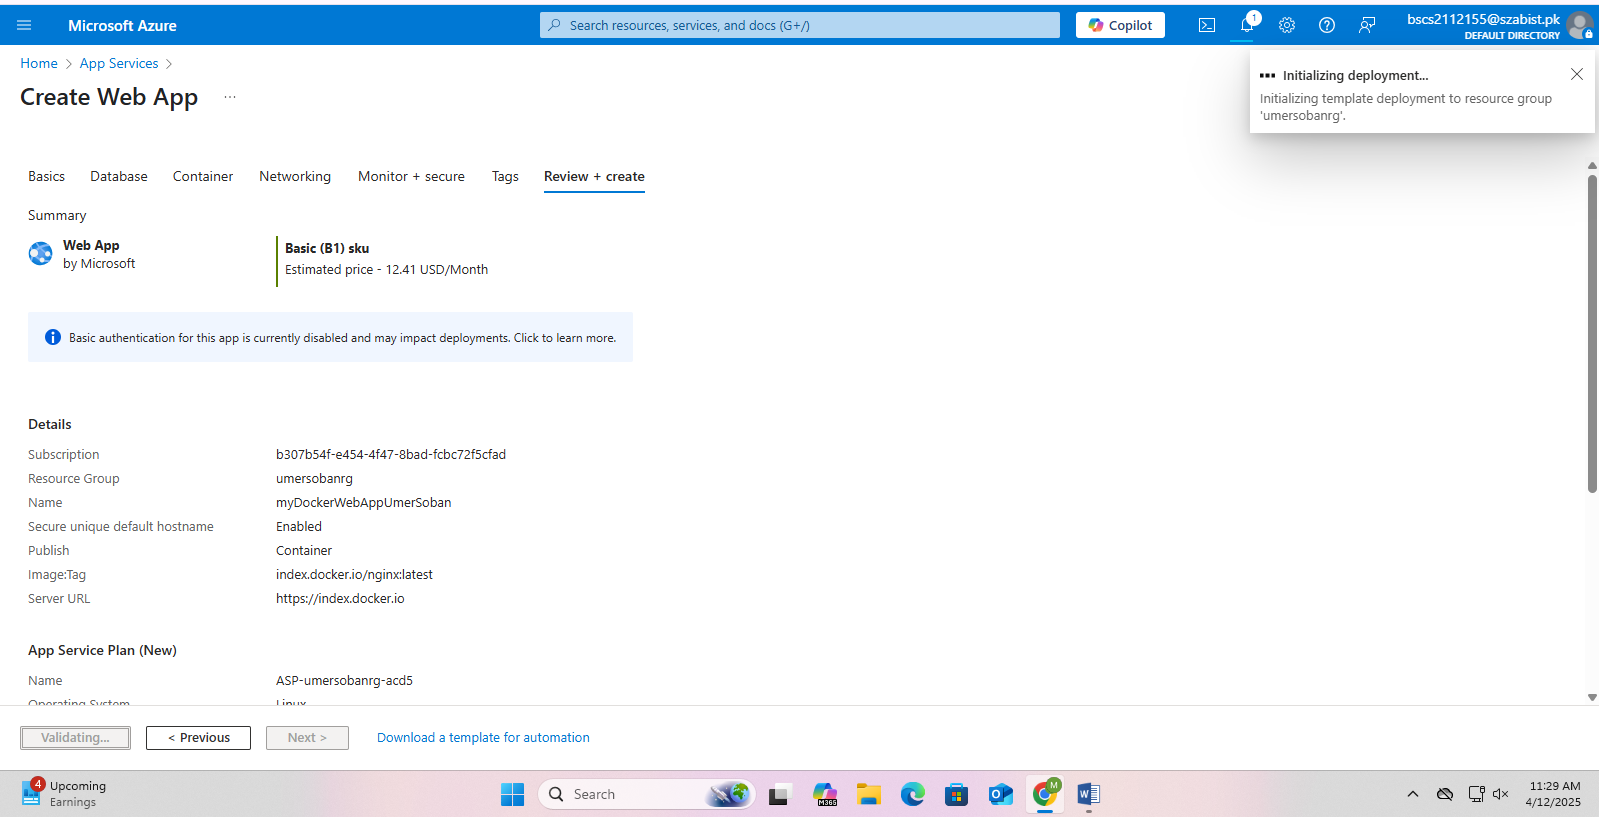 Microsoft Azure
Search resources, services, and docs (G+/)
Copilot
1
bscs2112155@szabist.pk
DEFAULT DIRECTORY
Home > App Services >
Create Web App ...
Initializing deployment...
Initializing template deployment to resource group
'umersobanrg'.
Basics Database Container Networking Monitor + secure Tags Review + create
Summary
Web App
by Microsoft
Basic (B1) sku
Estimated price - 12.41 USD/Month
Basic authentication for this app is currently disabled and may impact deployments. Click to learn more.
Details
Subscription b307b54f-e454-4f47-8bad-fcbc72f5cfad
Resource Group umersobanrg
Name myDockerWebAppUmerSoban
Secure unique default hostname Enabled
Publish Container
Image:Tag index.docker.io/nginx:latest
Server URL https://index.docker.io
App Service Plan (New)
Name ASP-umersobanrg-acd5
Operating System Linux
Validating... < Previous Next > Download a template for automation
4
Upcoming
Earnings
Search
M365
M
11:29 AM
4/12/2025